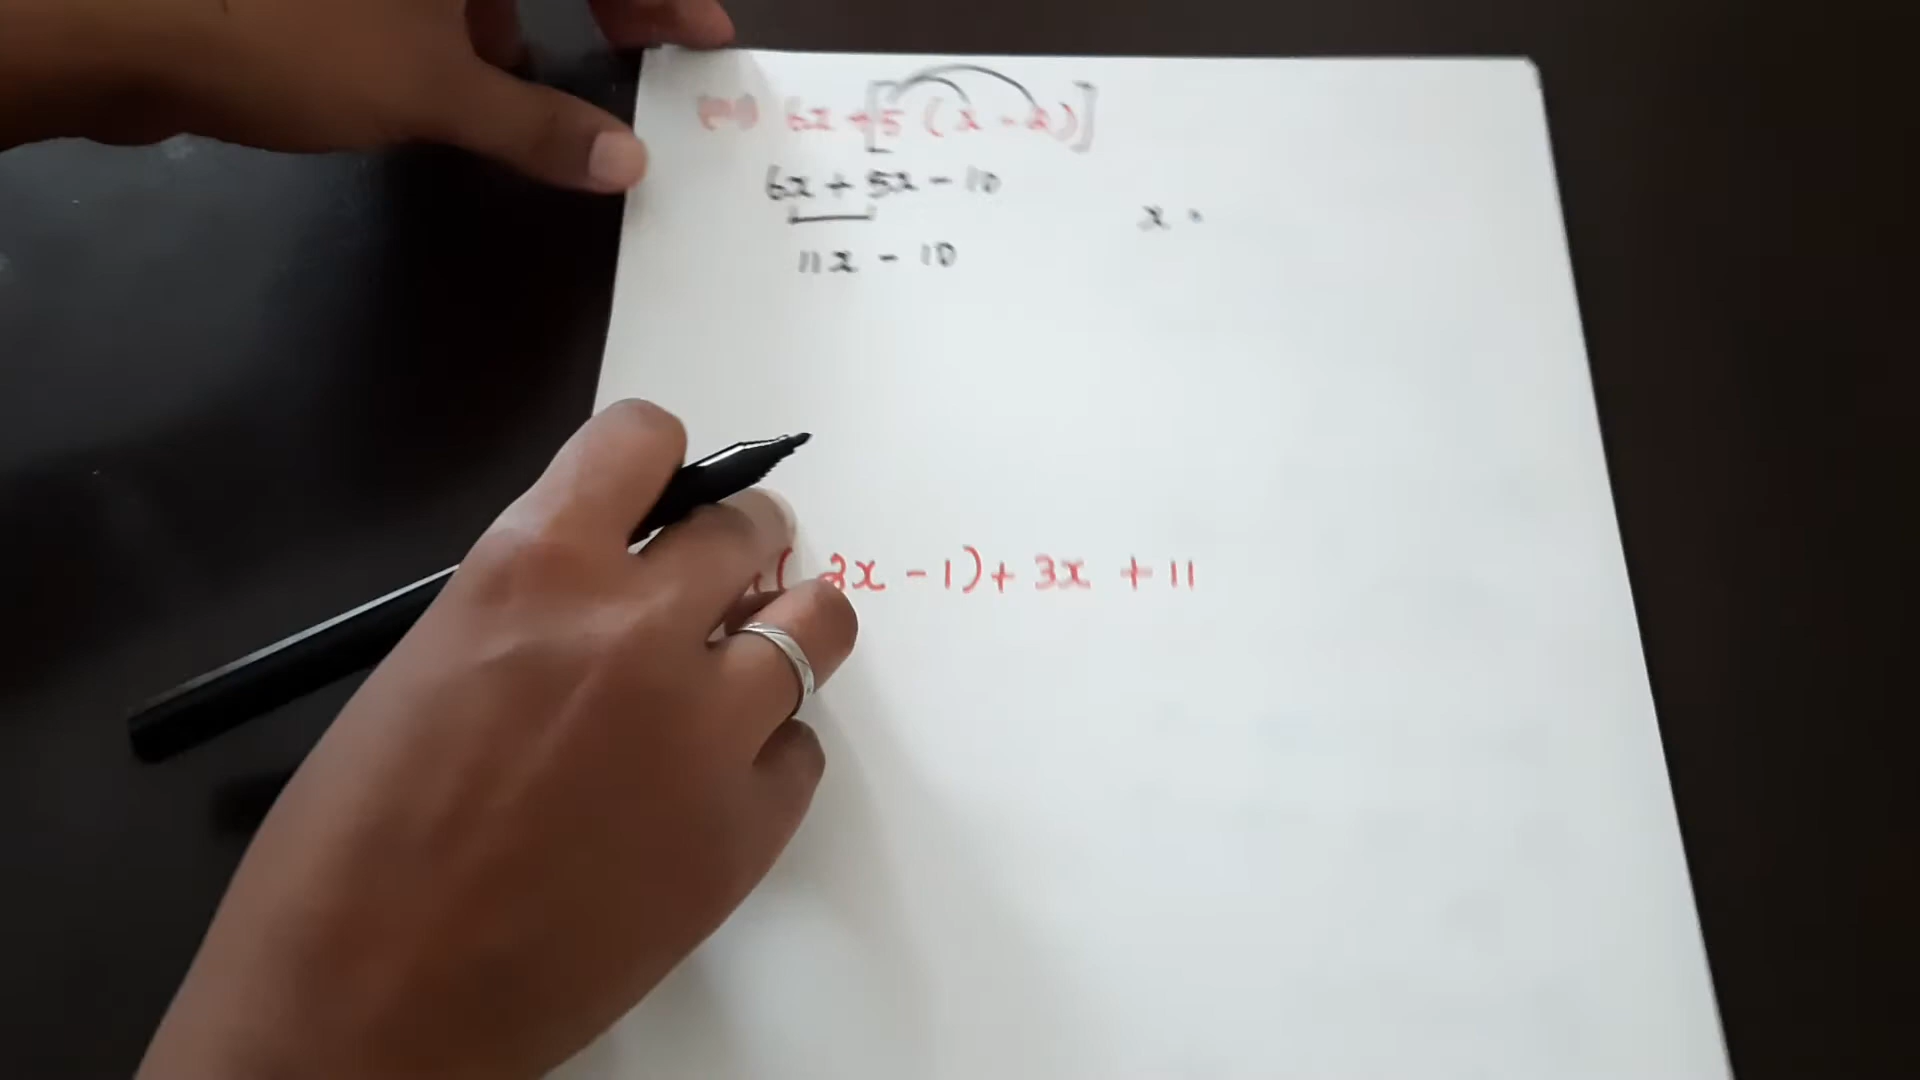 6x + [5 (x - 2)]
6x + 5x - 10
x =
11x - 10
(3x - 1) + 3x + 11